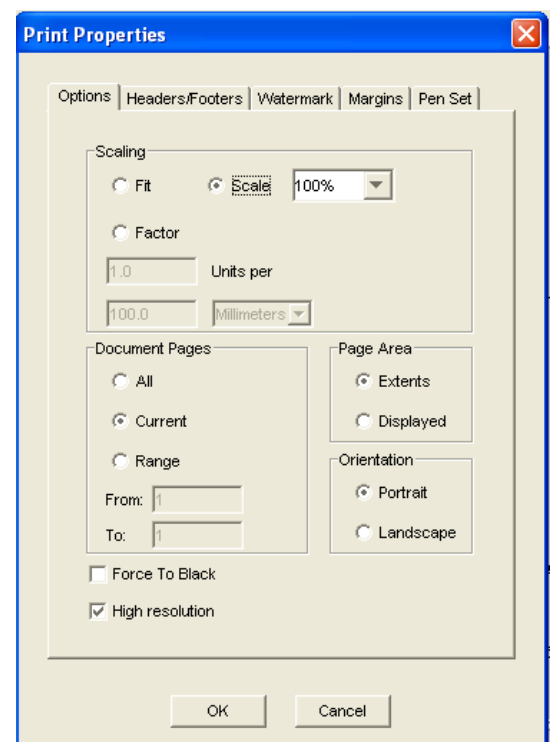 Print Properties
Options Headers/Footers Watermark Margins Pen Set
Scaling
Fit Scale 100%
Factor
1.0 Units per
100.0 Millimeters
Document Pages
All
Current
Range
From: 1
To: 1
Page Area
Extents
Displayed
Orientation
Portrait
Landscape
Force To Black
High resolution
OK Cancel